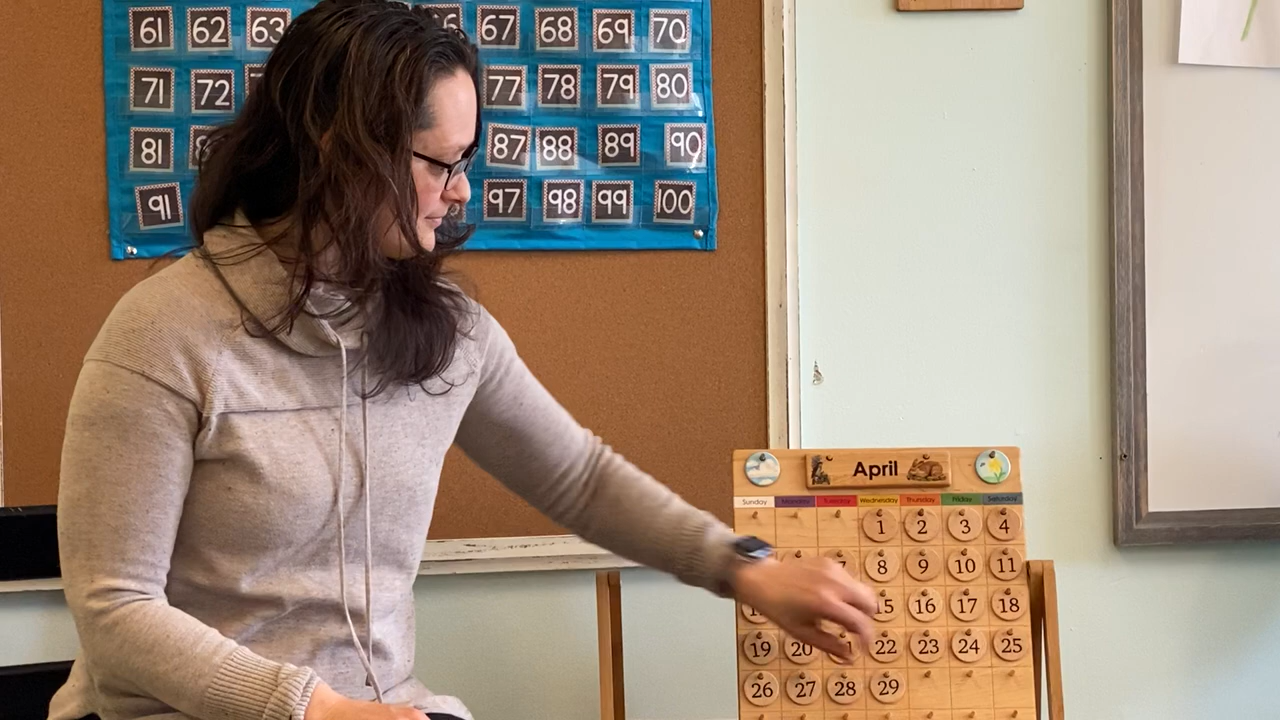 61 62 63 67 68 69 70
71 72 77 78 79 80
81 87 88 89 90
91 97 98 99 100
April
Sunday Monday Tuesday Wednesday Thursday Friday Saturday
1 2 3 4
8 9 10 11
15 16 17 18
19 20 22 23 24 25
26 27 28 29